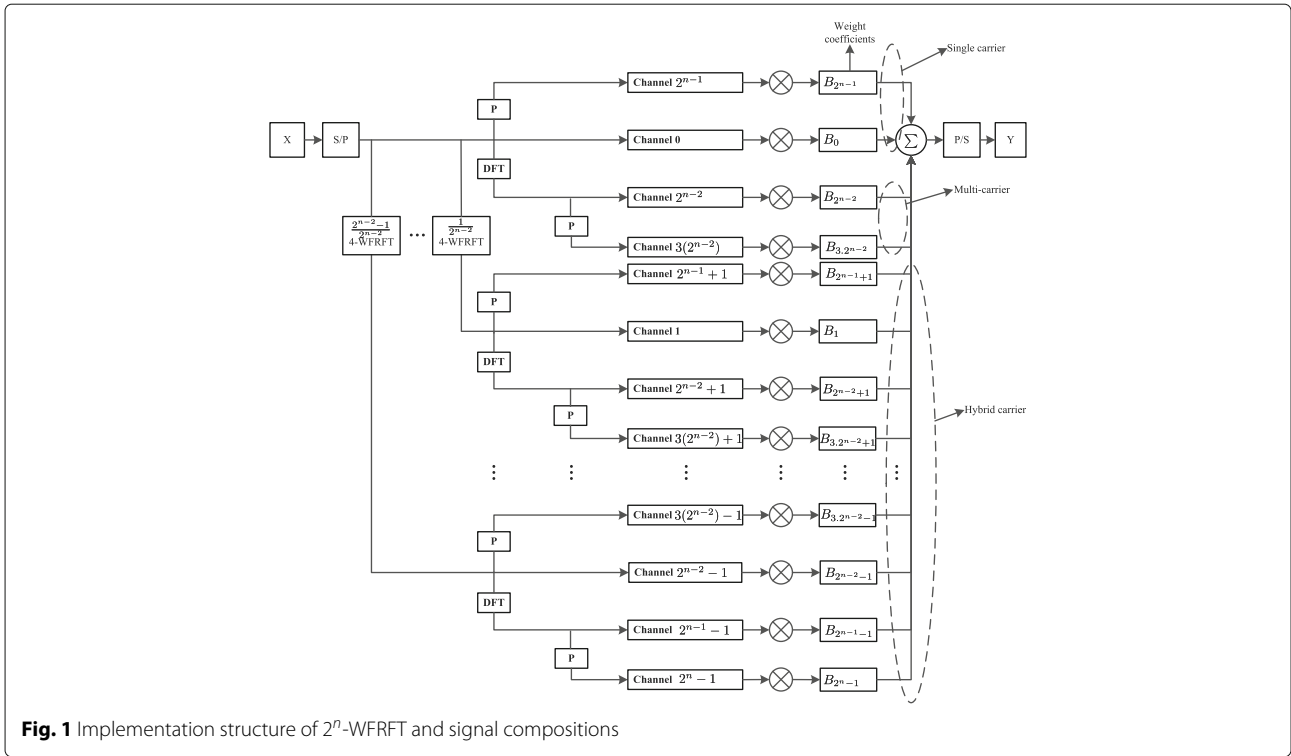 Weight
coefficients
Single carrier
Channel 2^{n-1}
B_{2^{n-1}}
P
X
S/P
Channel 0
B_0
Σ
P/S
Y
DFT
Channel 2^{n-2}
B_{2^{n-2}}
Multi-carrier
P
\frac{2^{n-2}-1}{2^{n-2}}
4-WFRFT
...
\frac{1}{2^{n-2}}
4-WFRFT
Channel 3(2^{n-2})
B_{3.2^{n-2}}
Channel 2^{n-1}+1
B_{2^{n-1}+1}
P
Channel 1
B_1
DFT
Channel 2^{n-2}+1
B_{2^{n-2}+1}
Hybrid carrier
P
Channel 3(2^{n-2})+1
B_{3.2^{n-2}+1}
Channel 3(2^{n-2})-1
B_{3.2^{n-2}-1}
P
Channel 2^{n-2}-1
B_{2^{n-2}-1}
DFT
Channel 2^{n-1}-1
B_{2^{n-1}-1}
P
Channel 2^n-1
B_{2^n-1}
Fig. 1 Implementation structure of 2^n-WFRFT and signal compositions